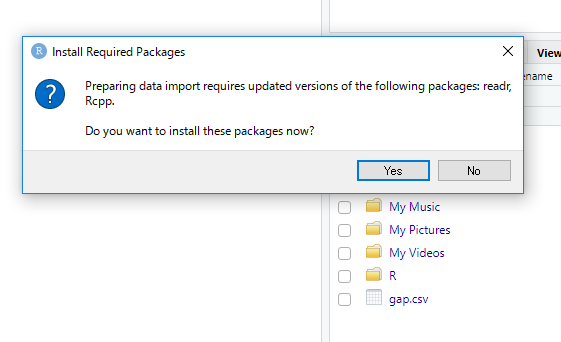 R Install Required Packages
View
ename
Preparing data import requires updated versions of the following packages: readr,
Rcpp.
Do you want to install these packages now?
Yes No
My Music
My Pictures
My Videos
R
gap.csv